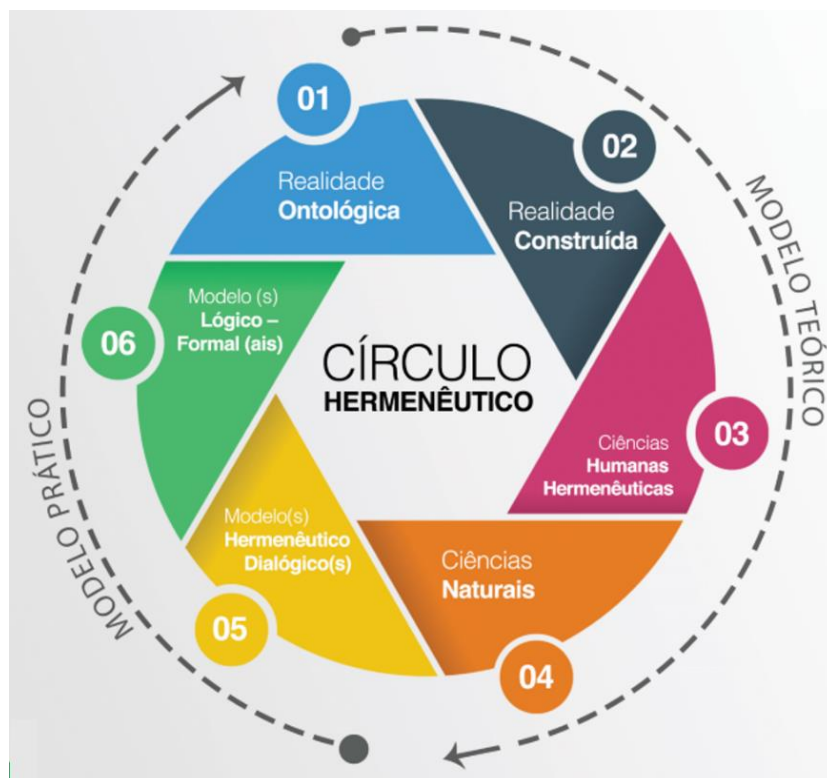 01
Realidade
Ontológica
02
Realidade
Construída
MODELO TEÓRICO
03
Ciências
Humanas
Hermenêuticas
04
Ciências
Naturais
05
Modelo(s)
Hermenêutico
Dialógico(s)
06
Modelo (s)
Lógico –
Formal (ais)
MODELO PRÁTICO
CÍRCULO
HERMENÊUTICO